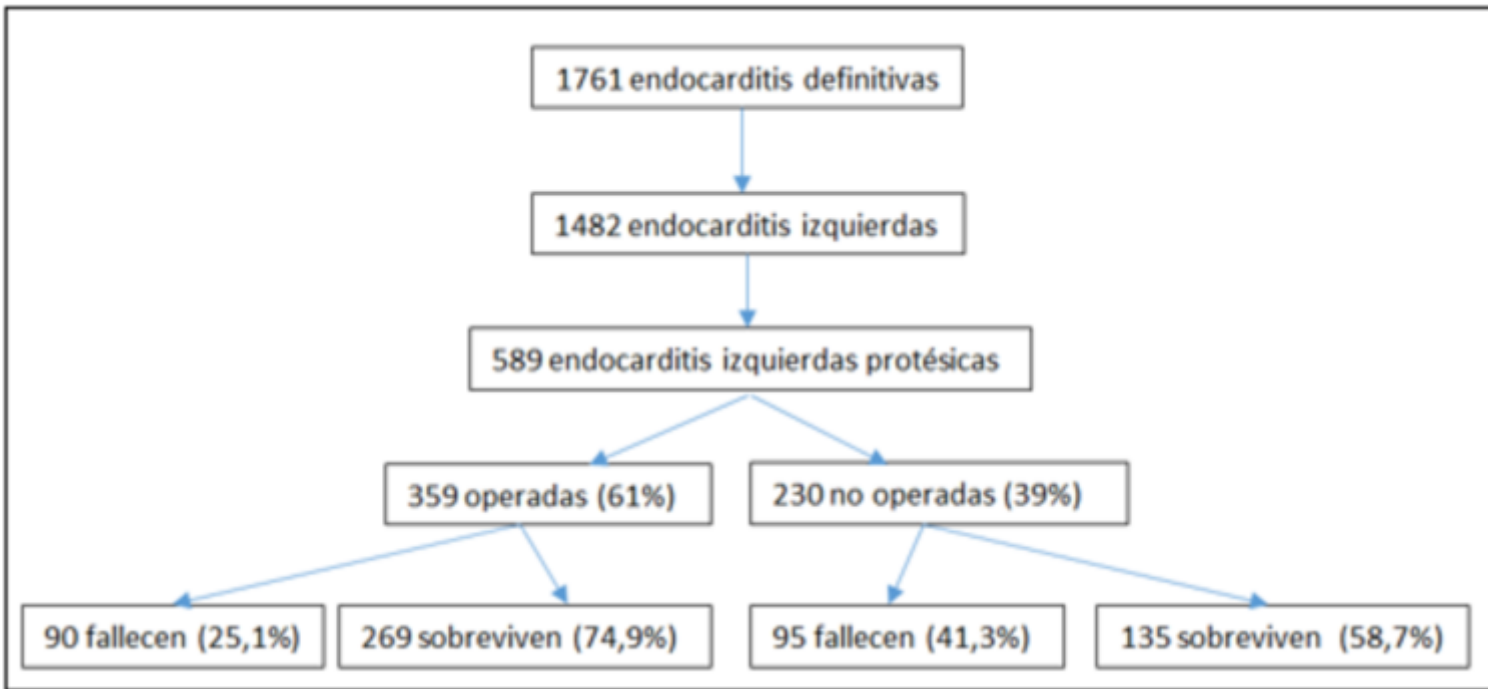 1761 endocarditis definitivas
1482 endocarditis izquierdas
589 endocarditis izquierdas protésicas
359 operadas (61%)
230 no operadas (39%)
90 fallecen (25,1%)
269 sobreviven (74,9%)
95 fallecen (41,3%)
135 sobreviven (58,7%)